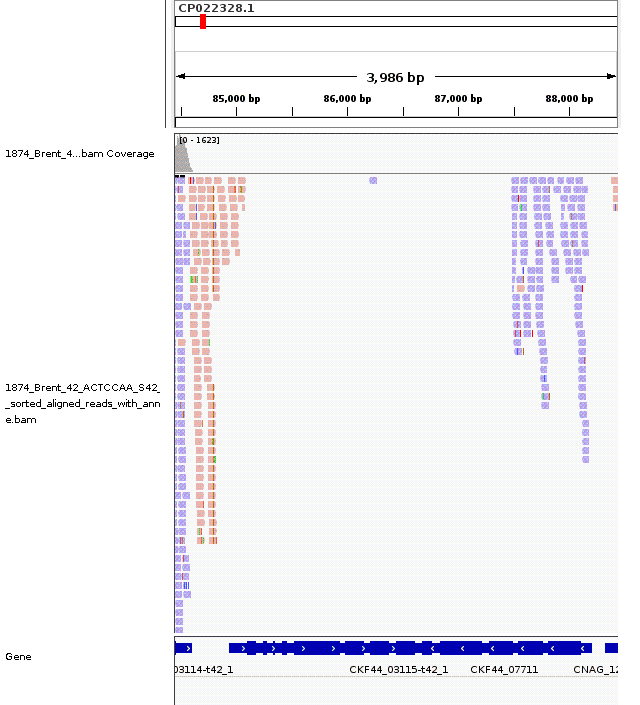 CP022328.1
3,986 bp
85,000 bp 86,000 bp 87,000 bp 88,000 bp
[0 - 1623]
1874_Brent_4...bam Coverage
1874_Brent_42_ACTCCAA_S42_
_sorted_aligned_reads_with_ann
e.bam
Gene
03114-t42_1 CKF44_03115-t42_1 CKF44_07711 CNAG_12